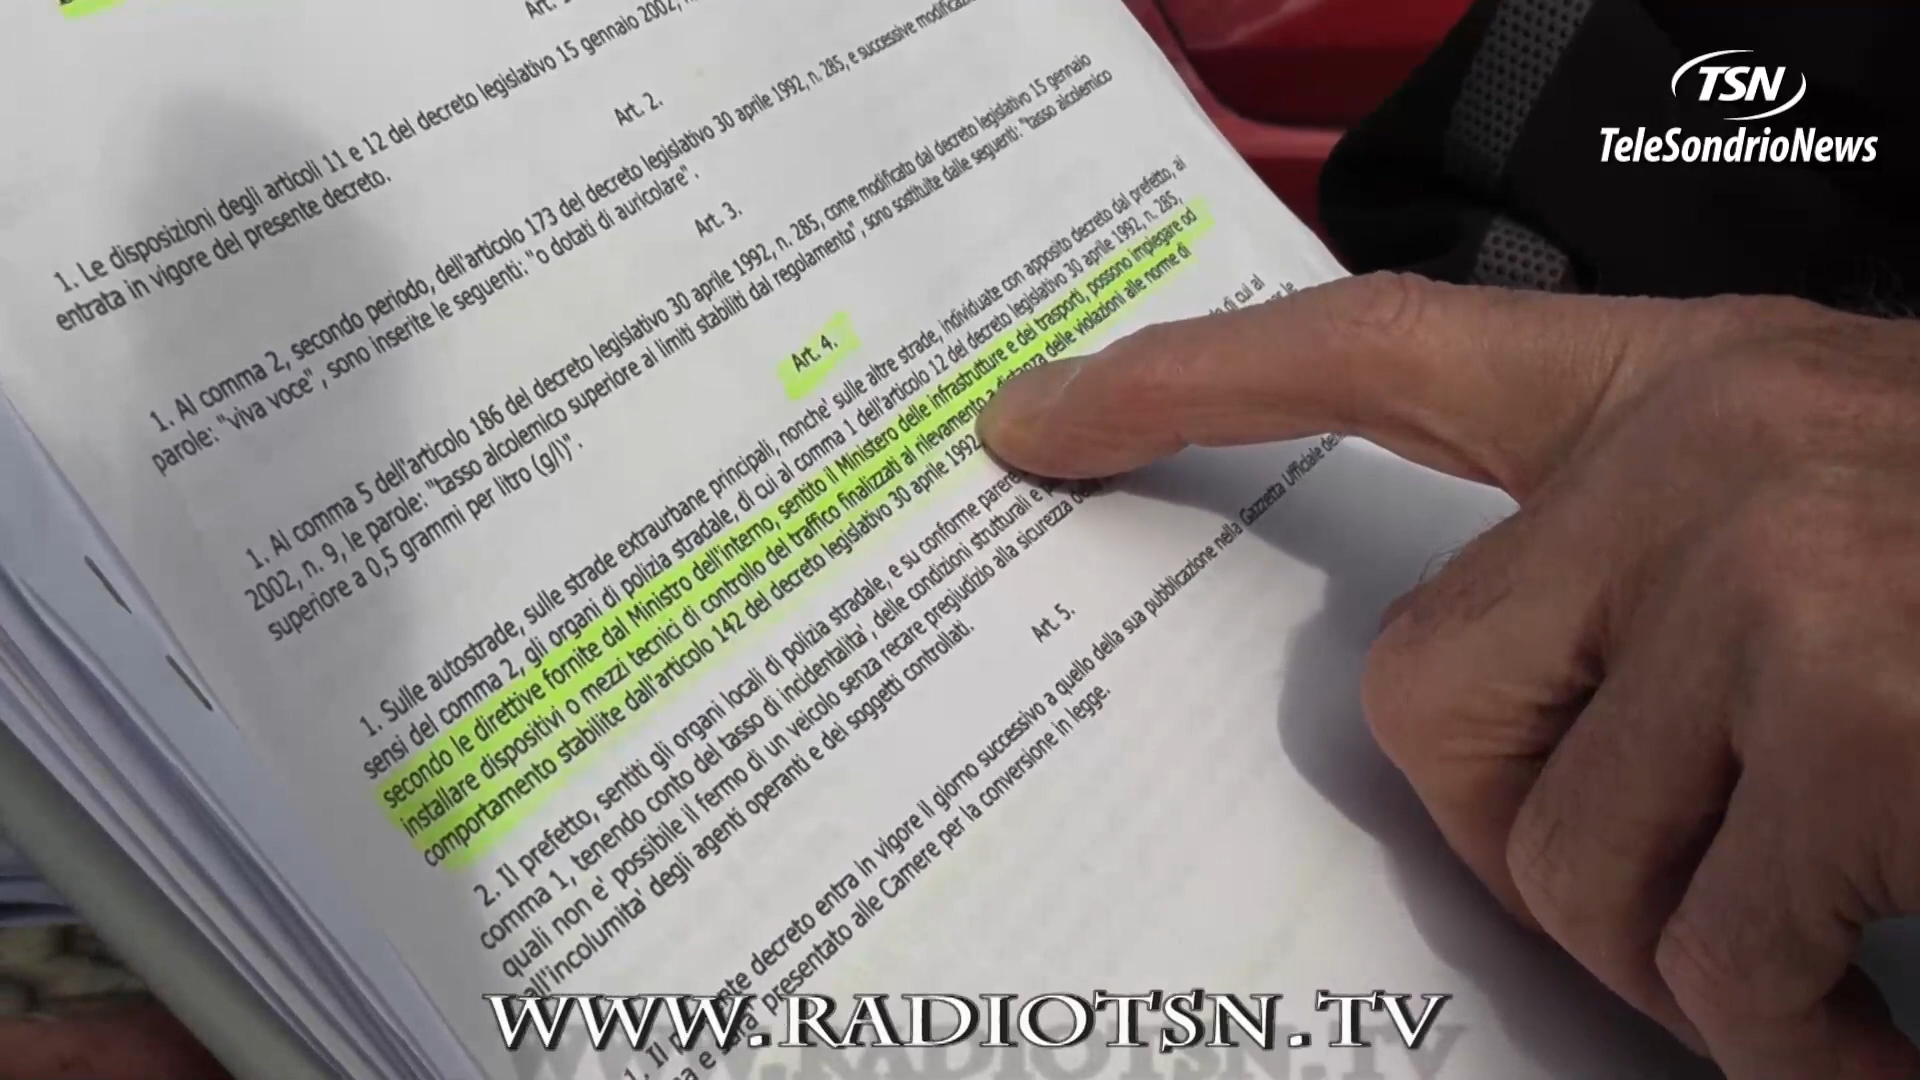 TSN
TeleSondrioNews
Art.
1. Le disposizioni degli articoli 11 e 12 del decreto legislativo 15 gennaio 2002,
entrata in vigore del presente decreto.
Art. 2.
1. Al comma 2, secondo periodo, dell'articolo 173 del decreto legislativo 30 aprile 1992, n. 285, e successive
parole: "viva voce", sono inserite le seguenti: "o dotati di auricolare".
Art. 3.
1. Al comma 5 dell'articolo 186 del decreto legislativo 30 aprile 1992, n. 285, come modificato dal decreto legislativo 15 gennaio
2002, n. 9, le parole: "tasso alcolemico superiore ai limiti stabiliti dal regolamento", sono sostituite dalle seguenti: "tasso alcolemico
superiore a 0,5 grammi per litro (g/l)".
Art. 4.
1. Sulle autostrade, sulle strade extraurbane principali, nonche' sulle altre strade, individuate con apposito decreto del prefetto, ai
sensi del comma 2, gli organi di polizia stradale, di cui al comma 1 dell'articolo 12 del decreto legislativo 30 aprile 1992, n. 285,
secondo le direttive fornite dal Ministro dell'interno, sentito il Ministero delle infrastrutture e dei trasporti, possono impiegare od
installare dispositivi o mezzi tecnici di controllo del traffico finalizzati al rilevamento a distanza delle violazioni alle norme di
comportamento stabilite dall'articolo 142 del decreto legislativo 30 aprile 1992
2. Il prefetto, sentiti gli organi locali di polizia stradale, e su conforme parere di cui al
comma 1, tenendo conto del tasso di incidentalita', delle condizioni strutturali e per le
quali non e' possibile il fermo di un veicolo senza recare pregiudizio alla sicurezza
all'incolumita' degli agenti operanti e dei soggetti controllati.
Art. 5.
1. Il decreto entra in vigore il giorno successivo a quello della sua pubblicazione nella Gazzetta Ufficiale
e sara' presentato alle Camere per la conversione in legge.
WWW.RADIOTSN.TV